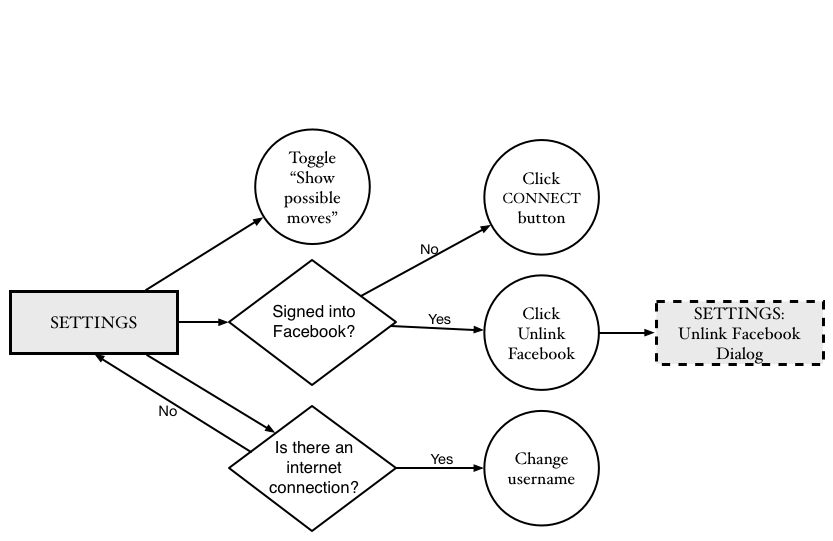 Toggle
“Show
possible
moves”
Click
CONNECT
button
No
SETTINGS
Signed into
Facebook?
Yes
Click
Unlink
Facebook
SETTINGS:
Unlink Facebook
Dialog
No
Is there an
internet
connection?
Yes
Change
username